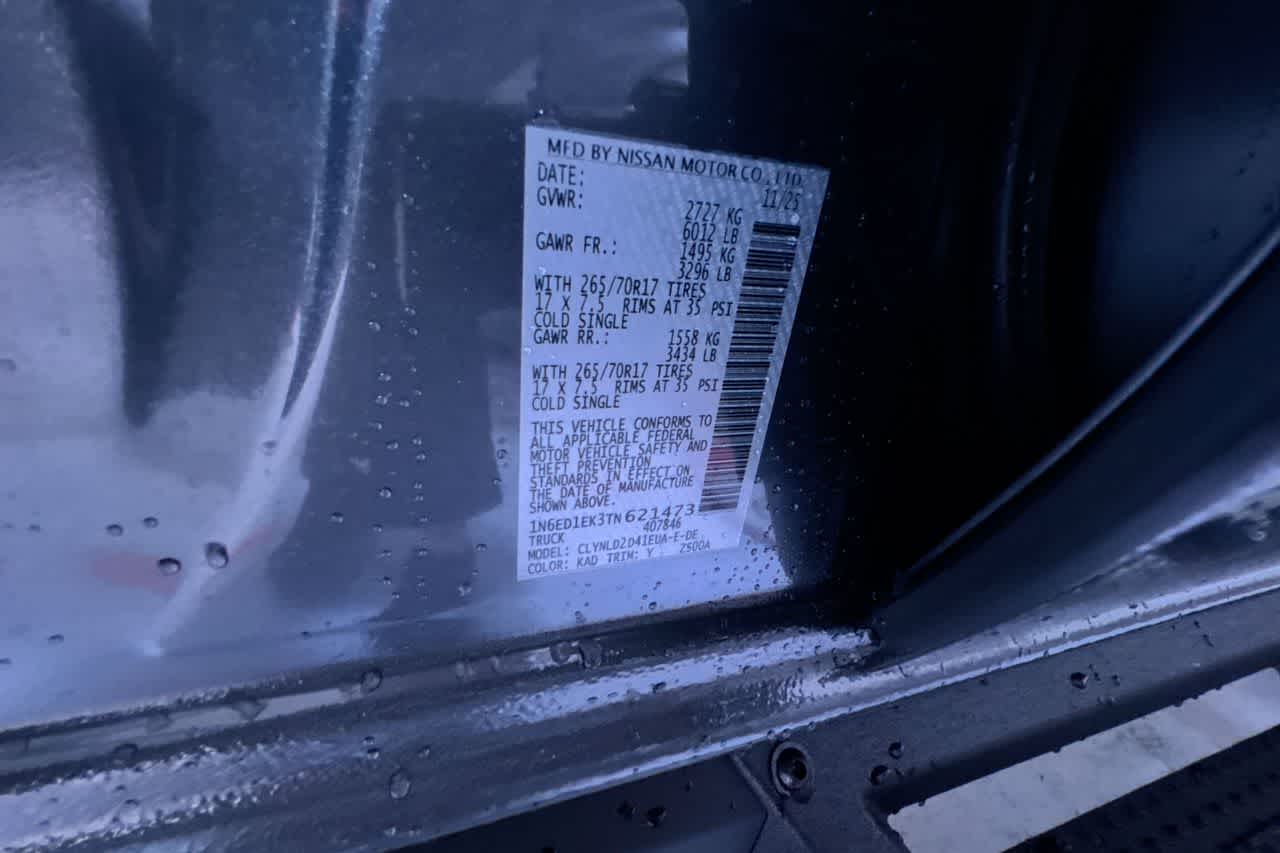 MFD BY NISSAN MOTOR CO., LTD.
DATE: 11/25
GVWR: 2727 KG
6012 LB
GAWR FR.: 1495 KG
3296 LB
WITH 265/70R17 TIRES
17 X 7.5 RIMS AT 35 PSI
COLD SINGLE
GAWR RR.: 1558 KG
3434 LB
WITH 265/70R17 TIRES
17 X 7.5 RIMS AT 35 PSI
COLD SINGLE
THIS VEHICLE CONFORMS TO
ALL APPLICABLE FEDERAL
MOTOR VEHICLE SAFETY AND
THEFT PREVENTION
STANDARDS IN EFFECT ON
THE DATE OF MANUFACTURE
SHOWN ABOVE.
1N6ED1EK3TN621473
TRUCK 407846
MODEL: CLYNLD2D41EUA-E-DE
COLOR: KAD TRIM: Y Z500A